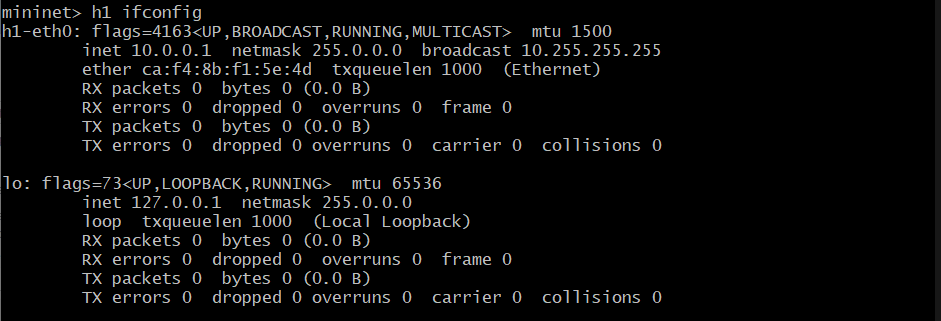 mininet> h1 ifconfig
h1-eth0: flags=4163<UP,BROADCAST,RUNNING,MULTICAST>  mtu 1500
        inet 10.0.0.1  netmask 255.0.0.0  broadcast 10.255.255.255
        ether ca:f4:8b:f1:5e:4d  txqueuelen 1000  (Ethernet)
        RX packets 0  bytes 0 (0.0 B)
        RX errors 0  dropped 0  overruns 0  frame 0
        TX packets 0  bytes 0 (0.0 B)
        TX errors 0  dropped 0 overruns 0  carrier 0  collisions 0

lo: flags=73<UP,LOOPBACK,RUNNING>  mtu 65536
        inet 127.0.0.1  netmask 255.0.0.0
        loop  txqueuelen 1000  (Local Loopback)
        RX packets 0  bytes 0 (0.0 B)
        RX errors 0  dropped 0  overruns 0  frame 0
        TX packets 0  bytes 0 (0.0 B)
        TX errors 0  dropped 0 overruns 0  carrier 0  collisions 0